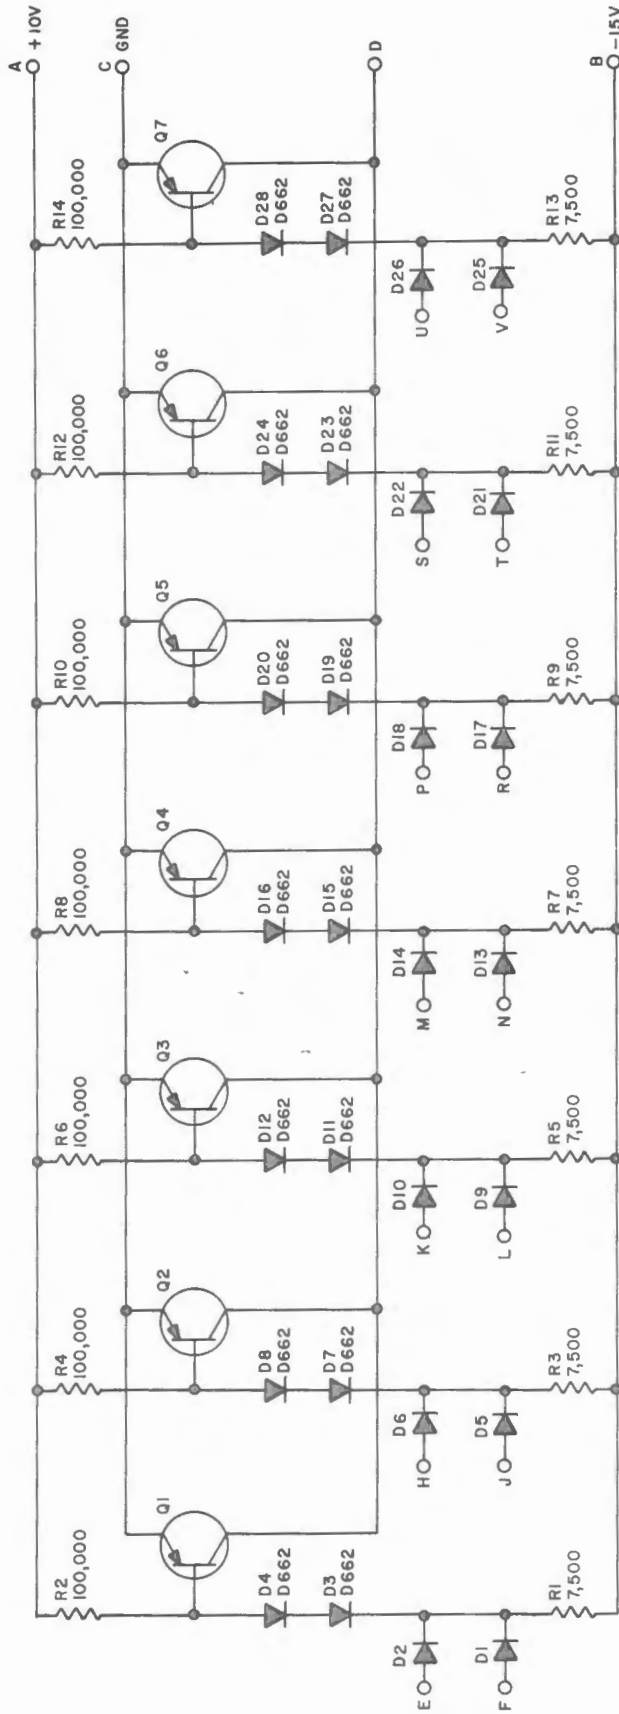 A
+10V
C
GND
D
B
-15V
R2
100,000
R4
100,000
R6
100,000
R8
100,000
R10
100,000
R12
100,000
R14
100,000
Q1
Q2
Q3
Q4
Q5
Q6
Q7
D4
D662
D8
D662
D12
D662
D16
D662
D20
D662
D24
D662
D28
D662
D3
D662
D7
D662
D11
D662
D15
D662
D19
D662
D23
D662
D27
D662
D2
E
D6
H
D10
K
D14
M
D18
P
D22
S
D26
U
D1
F
D5
J
D9
L
D13
N
D17
R
D21
T
D25
V
R1
7,500
R3
7,500
R5
7,500
R7
7,500
R9
7,500
R11
7,500
R13
7,500